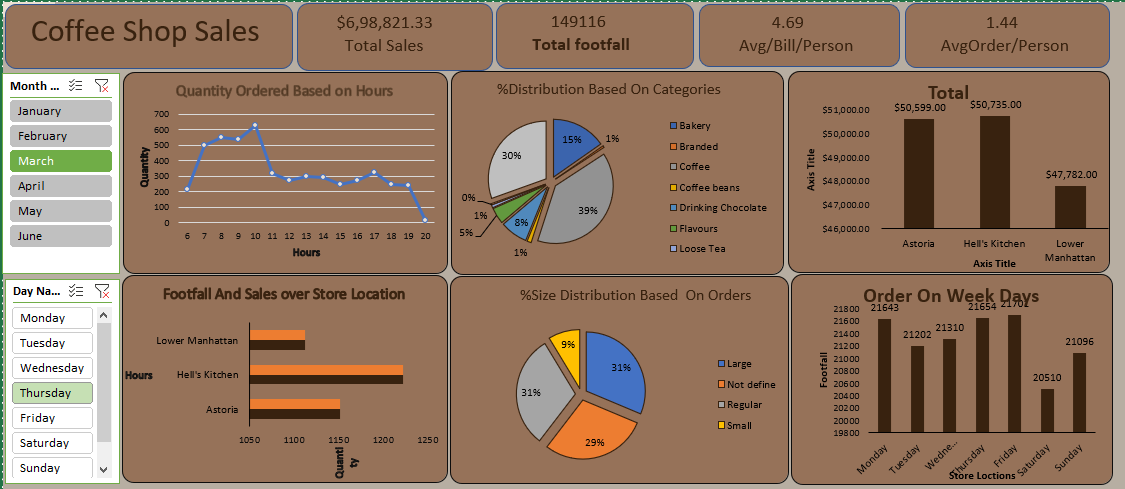 Coffee Shop Sales
$6,98,821.33
Total Sales
149116
Total footfall
4.69
Avg/Bill/Person
1.44
AvgOrder/Person
Month ...
January
February
March
April
May
June
Quantity Ordered Based on Hours
Quantity
700
600
500
400
300
200
100
0
6 7 8 9 10 11 12 13 14 15 16 17 18 19 20
Hours
%Distribution Based On Categories
15%
1%
39%
1%
8%
5%
1%
0%
30%
Bakery
Branded
Coffee
Coffee beans
Drinking Chocolate
Flavours
Loose Tea
Total
Axis Title
$51,000.00
$50,000.00
$49,000.00
$48,000.00
$47,000.00
$46,000.00
$50,599.00
$50,735.00
$47,782.00
Astoria
Hell's Kitchen
Lower
Manhattan
Axis Title
Day Na...
Monday
Tuesday
Wednesday
Thursday
Friday
Saturday
Sunday
Footfall And Sales over Store Location
Hours
Lower Manhattan
Hell's Kitchen
Astoria
1050 1100 1150 1200 1250
Quanti
ty
%Size Distribution Based On Orders
31%
29%
31%
9%
Large
Not define
Regular
Small
Order On Week Days
Footfall
21800
21600
21400
21200
21000
20800
20600
20400
20200
20000
19800
21643
21202
21310
21654
21701
20510
21096
Monday
Tuesday
Wedne...
Thursday
Friday
Saturday
Sunday
Store Loctions